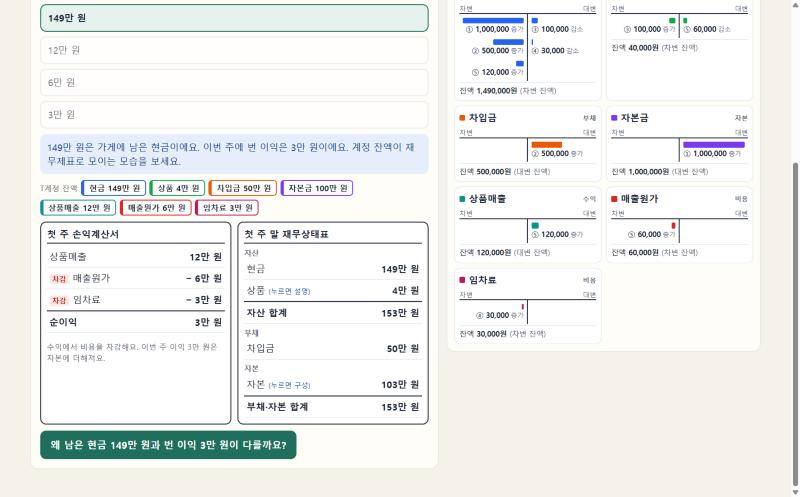 149만 원
12만 원
6만 원
3만 원
149만 원은 가게에 남은 현금이에요. 이번 주에 번 이익은 3만 원이에요. 계정 잔액이 재
무제표로 모이는 모습을 보세요.
T계정 잔액 현금 149만 원 상품 4만 원 차입금 50만 원 자본금 100만 원
상품매출 12만 원 매출원가 6만 원 임차료 3만 원
첫 주 손익계산서
상품매출 12만 원
차감 매출원가 − 6만 원
차감 임차료 − 3만 원
순이익 3만 원
수익에서 비용을 차감해요. 이번 주 이익 3만 원은
자본에 더해져요.
첫 주 말 재무상태표
자산
현금 149만 원
상품 (누르면 설명) 4만 원
자산 합계 153만 원
부채
차입금 50만 원
자본
자본 (누르면 구성) 103만 원
부채·자본 합계 153만 원
왜 남은 현금 149만 원과 번 이익 3만 원이 다를까요?
차변 대변
① 1,000,000 증가 ③ 100,000 감소
② 500,000 증가 ④ 30,000 감소
⑤ 120,000 증가
잔액 1,490,000원 (차변 잔액)
차변 대변
③ 100,000 증가 ⑤ 60,000 감소
잔액 40,000원 (차변 잔액)
차입금 부채
차변 대변
② 500,000 증가
잔액 500,000원 (대변 잔액)
자본금 자본
차변 대변
① 1,000,000 증가
잔액 1,000,000원 (대변 잔액)
상품매출 수익
차변 대변
⑤ 120,000 증가
잔액 120,000원 (대변 잔액)
매출원가 비용
차변 대변
⑤ 60,000 증가
잔액 60,000원 (차변 잔액)
임차료 비용
차변 대변
④ 30,000 증가
잔액 30,000원 (차변 잔액)